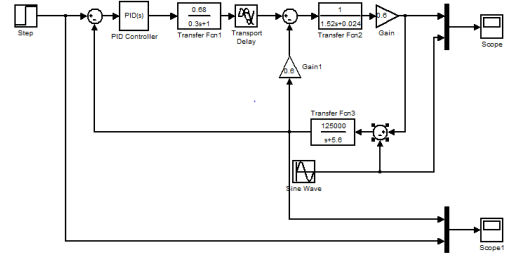 Step
PID(s)
PID Controller
0.68
0.3s+1
Transfer Fcn1
Transport
Delay
1
1.52s+0.024
Transfer Fcn2
0.6
Gain
Scope
0.6
Gain1
Transfer Fcn3
125000
s+5.6
Sine Wave
Scope1